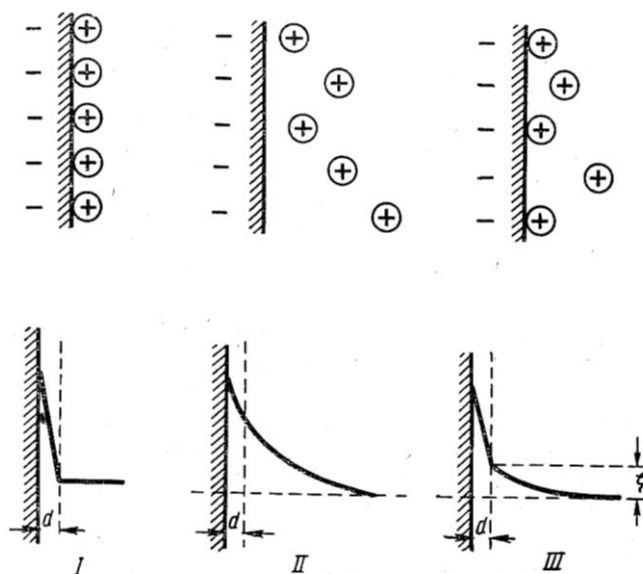 - + - - +
- + - + - +
- + - + - +
- + - + - +
- + - + - +
ξ
d d d
I II III